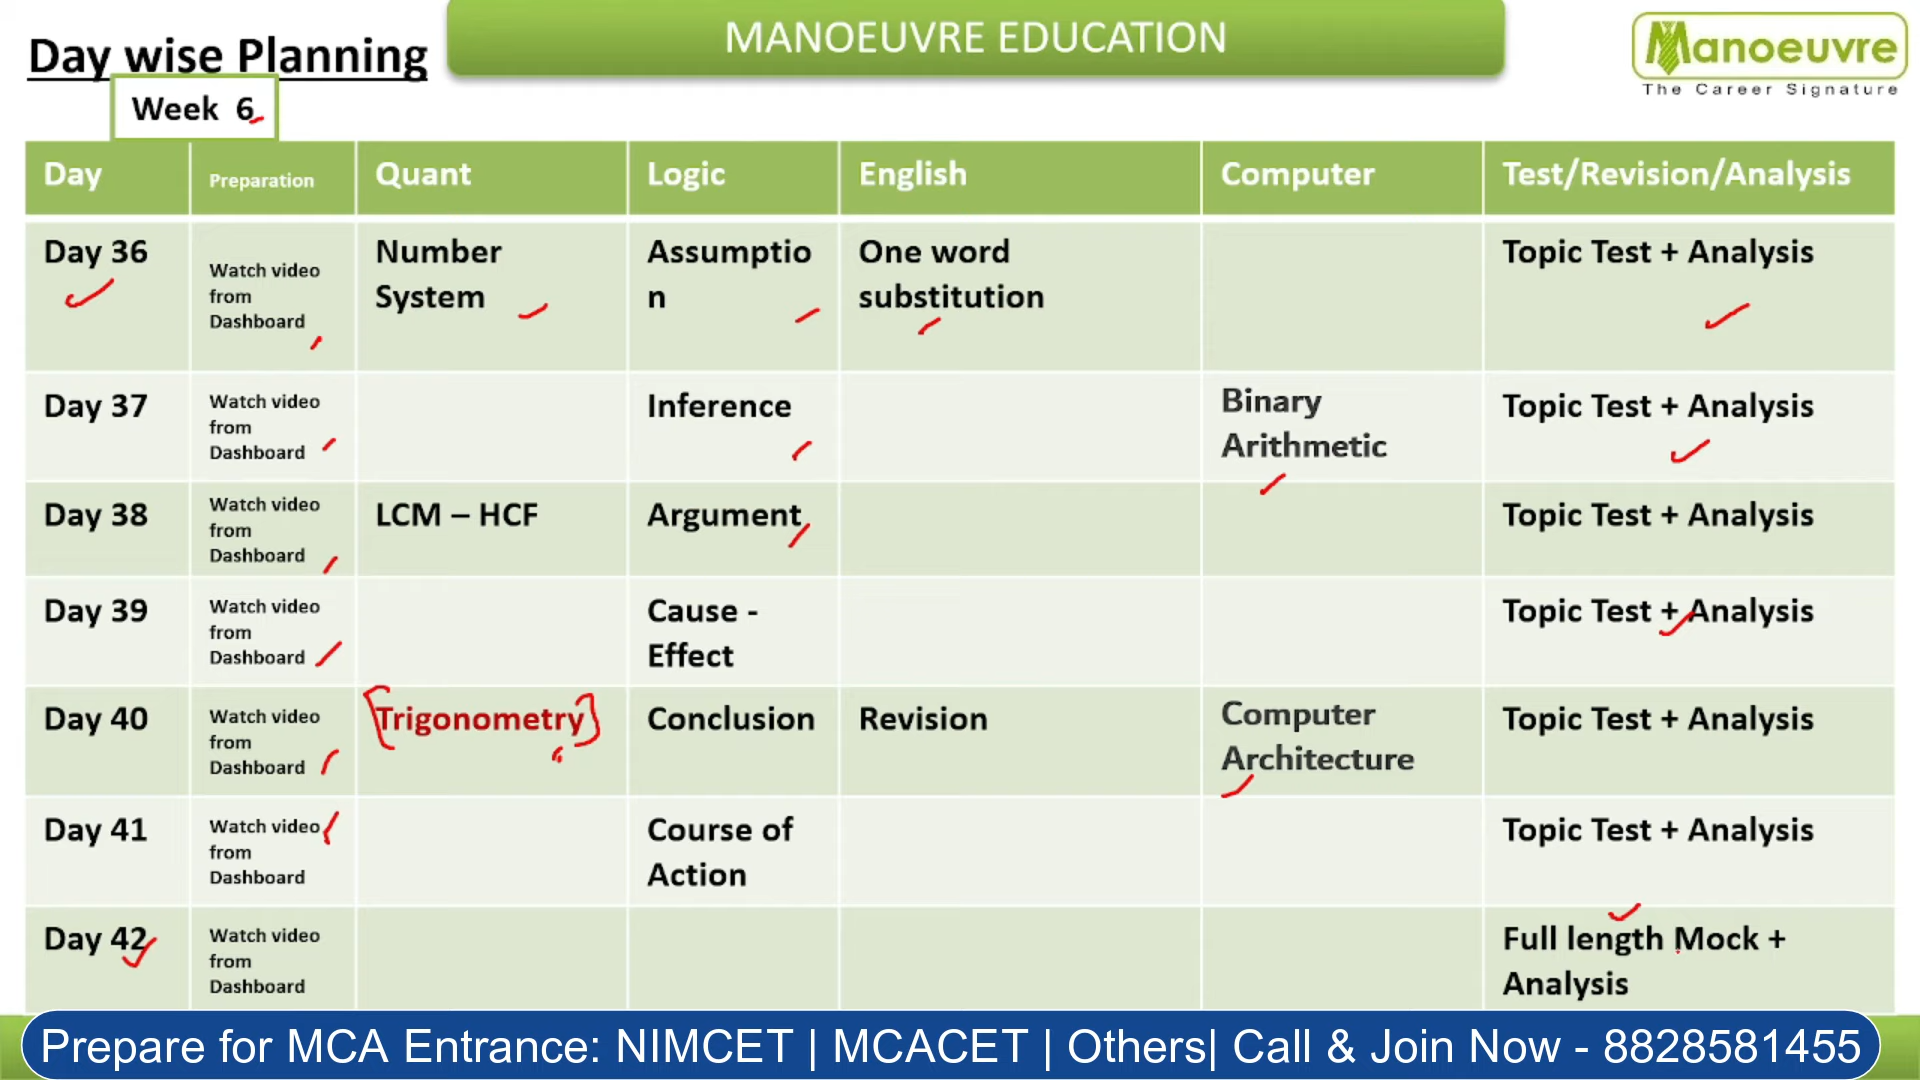 Day wise Planning
MANOEUVRE EDUCATION
Manoeuvre
The Career Signature
Week 6
Day Preparation Quant Logic English Computer Test/Revision/Analysis
Day 36
Watch video
from
Dashboard
Number
System
Assumptio
n
One word
substitution
Topic Test + Analysis
Day 37
Watch video
from
Dashboard
Inference
Binary
Arithmetic
Topic Test + Analysis
Day 38
Watch video
from
Dashboard
LCM – HCF
Argument
Topic Test + Analysis
Day 39
Watch video
from
Dashboard
Cause -
Effect
Topic Test + Analysis
Day 40
Watch video
from
Dashboard
Trigonometry
Conclusion
Revision
Computer
Architecture
Topic Test + Analysis
Day 41
Watch video
from
Dashboard
Course of
Action
Topic Test + Analysis
Day 42
Watch video
from
Dashboard
Full length Mock +
Analysis
Prepare for MCA Entrance: NIMCET | MCACET | Others| Call & Join Now - 8828581455